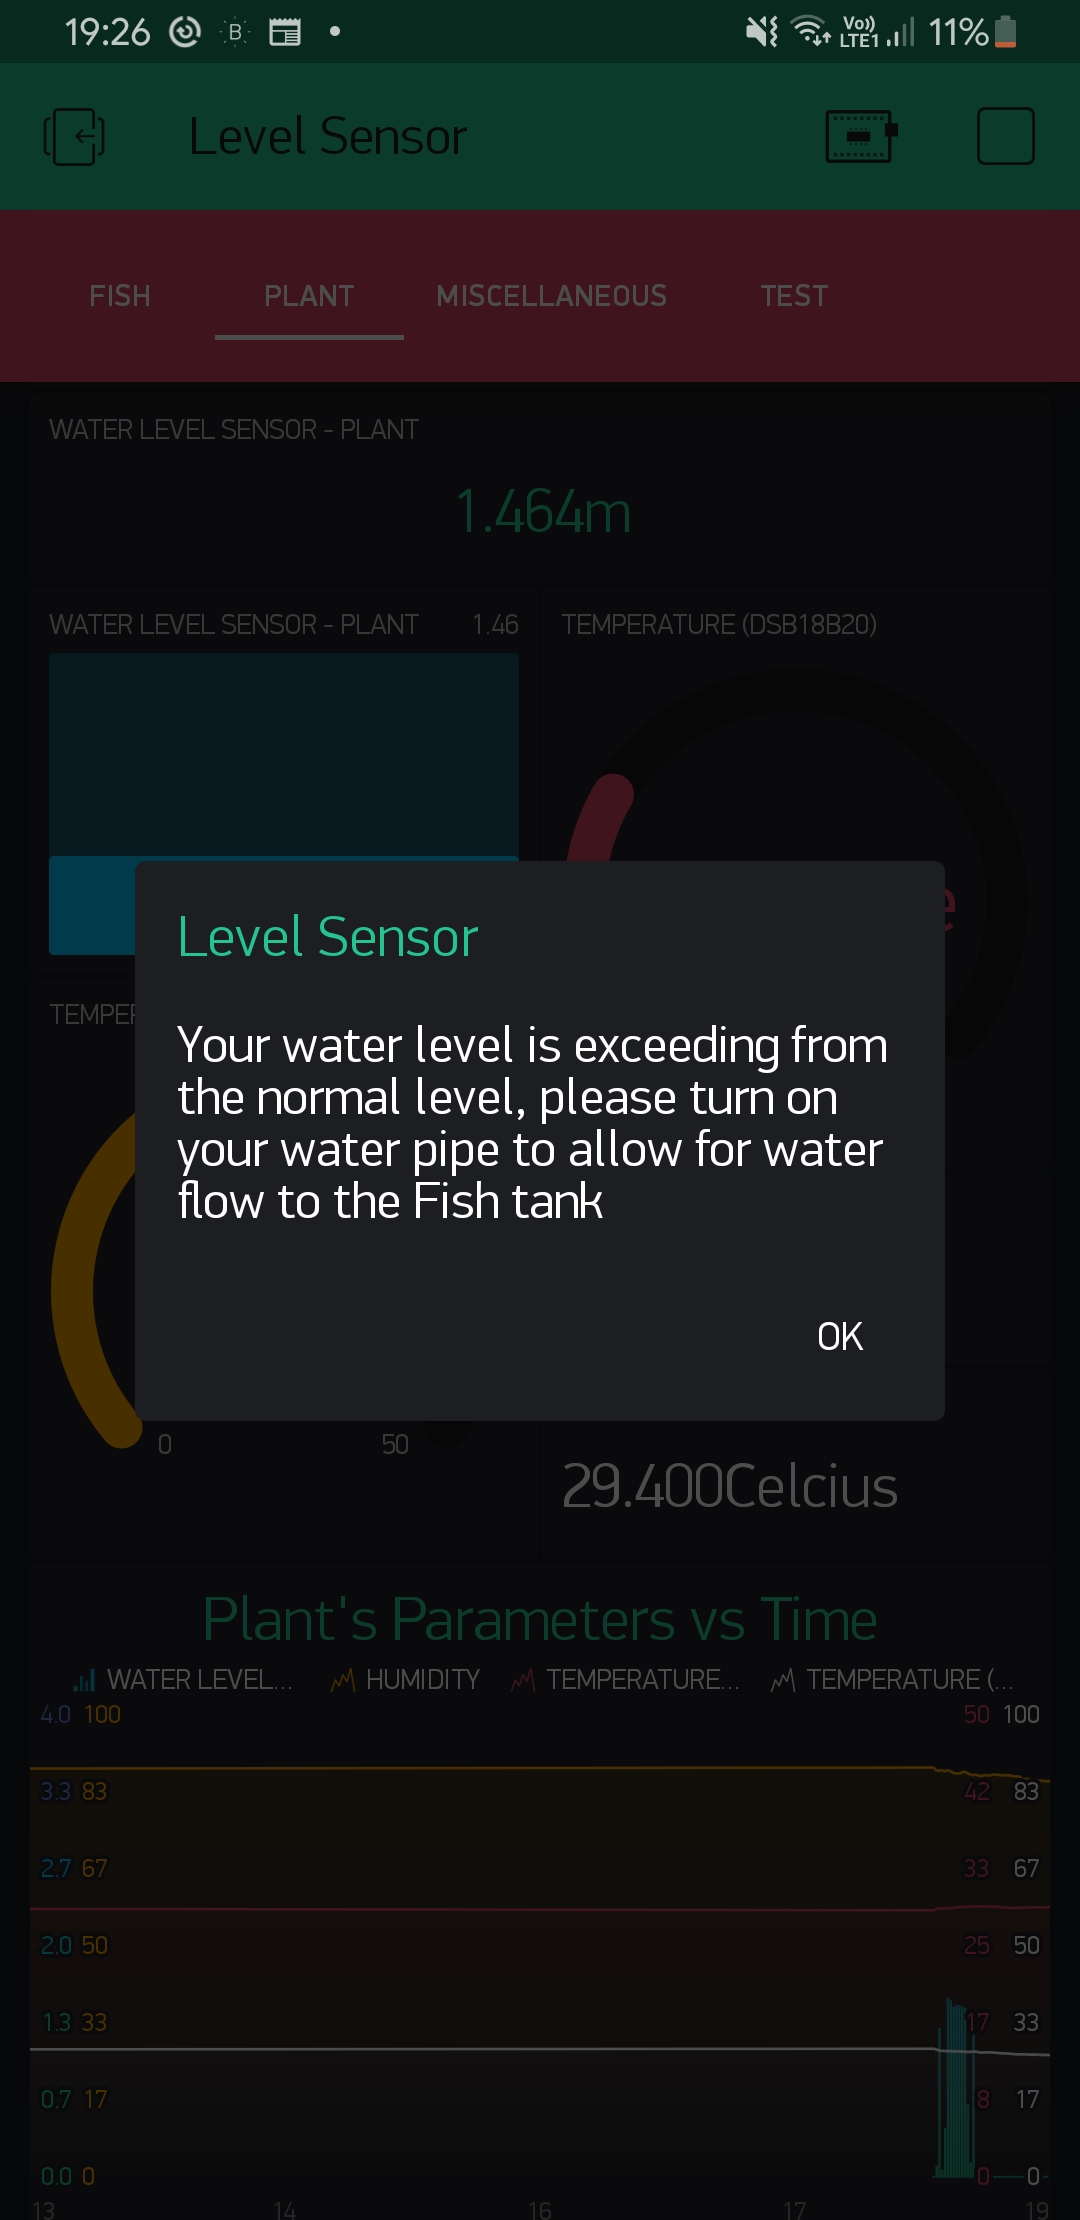 19:26 B Vo)) LTE1 11%
Level Sensor
FISH PLANT MISCELLANEOUS TEST
WATER LEVEL SENSOR - PLANT
1.464m
WATER LEVEL SENSOR - PLANT 1.46 TEMPERATURE (DSB18B20)
e
TEMPER
Level Sensor
Your water level is exceeding from
the normal level, please turn on
your water pipe to allow for water
flow to the Fish tank
OK
0 50
29.400Celcius
Plant's Parameters vs Time
WATER LEVEL... HUMIDITY TEMPERATURE... TEMPERATURE (...
4.0 100 50 100
3.3 83 42 83
2.7 67 33 67
2.0 50 25 50
1.3 33 17 33
0.7 17 8 17
0.0 0 0 0
13 14 16 17 19